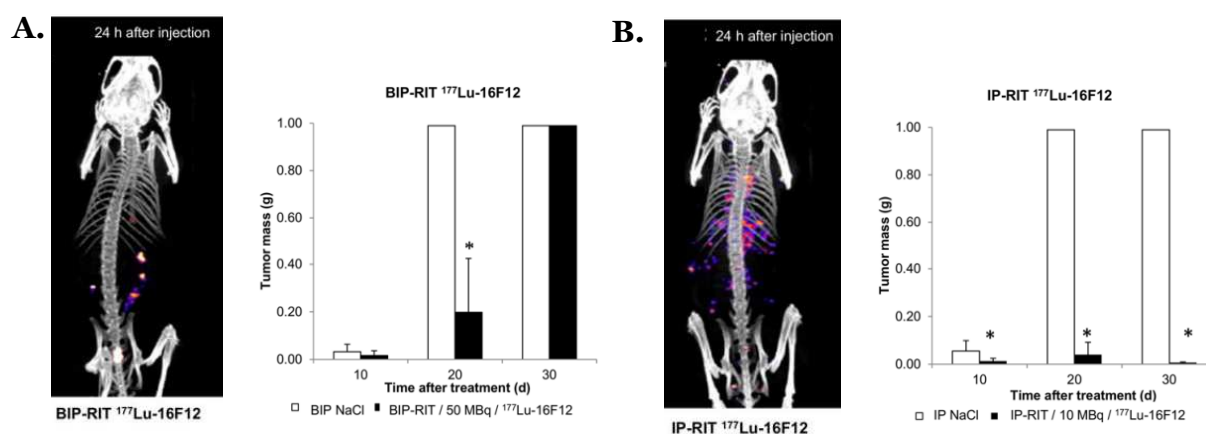 A.
24 h after injection
BIP-RIT ¹⁷⁷Lu-16F12
BIP-RIT ¹⁷⁷Lu-16F12
Tumor mass (g)
1.00
0.80
0.60
0.40
0.20
0.00
*
10 20 30
Time after treatment (d)
BIP NaCl BIP-RIT / 50 MBq / ¹⁷⁷Lu-16F12
B.
24 h after injection
IP-RIT ¹⁷⁷Lu-16F12
IP-RIT ¹⁷⁷Lu-16F12
Tumor mass (g)
1.00
0.80
0.60
0.40
0.20
0.00
* * *
10 20 30
Time after treatment (d)
IP NaCl IP-RIT / 10 MBq / ¹⁷⁷Lu-16F12